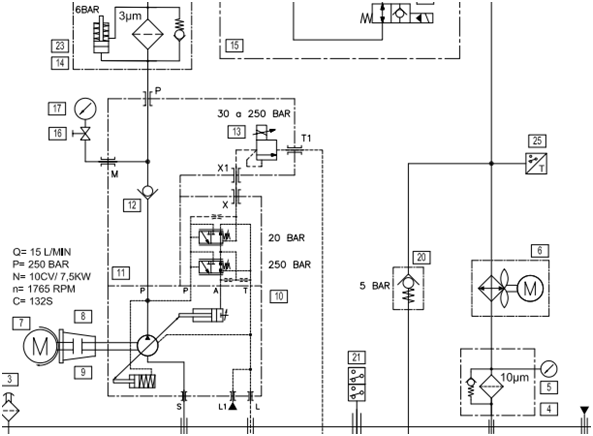 6BAR
3μm
23
14
15
P
17
30 a 250 BAR
13
T1
16
25
T
M
X1
12
X
20 BAR
20
6
Q= 15 L/MIN
P= 250 BAR
N= 10CV/ 7,5KW
n= 1765 RPM
C= 132S
250 BAR
5 BAR
M
11
P
P
A
T
10
7
8
M
21
9
10μm
5
3
4
S
L1
L